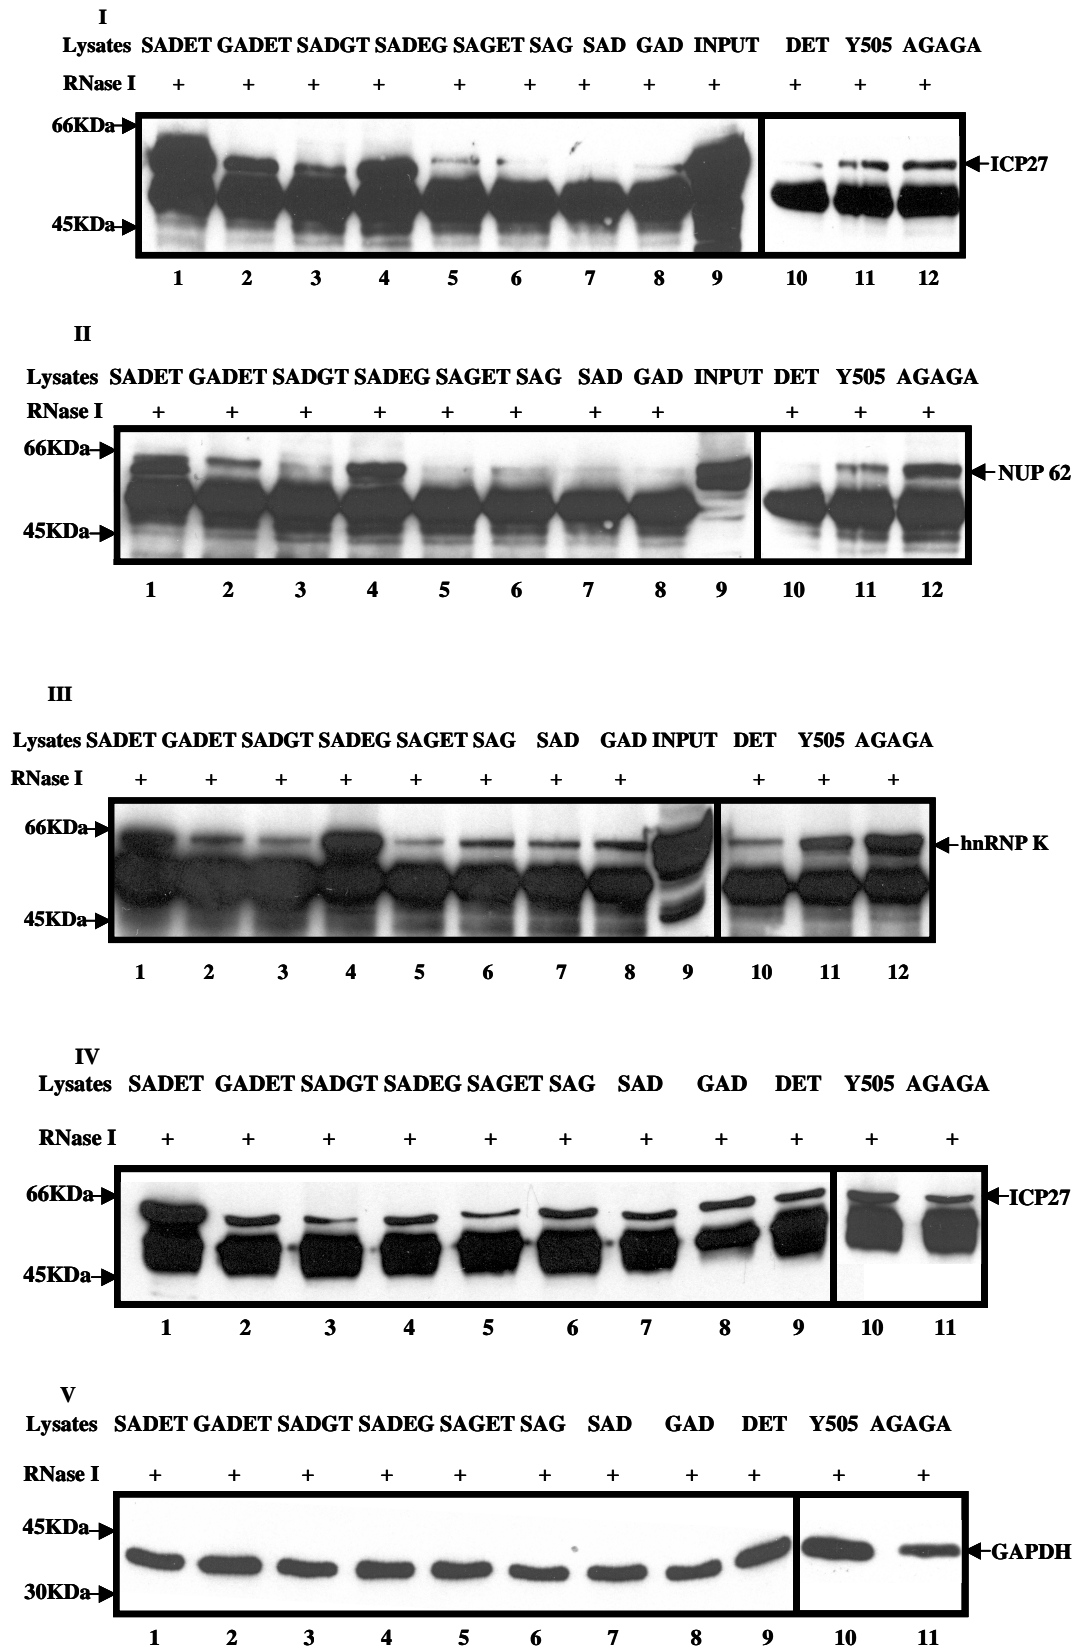 I
Lysates SADET GADET SADGT SADEG SAGET SAG SAD GAD INPUT DET Y505 AGAGA
RNase I + + + + + + + + + + + +
66KDa
ICP27
45KDa
1 2 3 4 5 6 7 8 9 10 11 12
II
Lysates SADET GADET SADGT SADEG SAGET SAG SAD GAD INPUT DET Y505 AGAGA
RNase I + + + + + + + + + + +
66KDa
NUP 62
45KDa
1 2 3 4 5 6 7 8 9 10 11 12
III
Lysates SADET GADET SADGT SADEG SAGET SAG SAD GAD INPUT DET Y505 AGAGA
RNase I + + + + + + + + + + +
66KDa
hnRNP K
45KDa
1 2 3 4 5 6 7 8 9 10 11 12
IV
Lysates SADET GADET SADGT SADEG SAGET SAG SAD GAD DET Y505 AGAGA
RNase I + + + + + + + + + + +
66KDa
ICP27
45KDa
1 2 3 4 5 6 7 8 9 10 11
V
Lysates SADET GADET SADGT SADEG SAGET SAG SAD GAD DET Y505 AGAGA
RNase I + + + + + + + + + + +
45KDa
GAPDH
30KDa
1 2 3 4 5 6 7 8 9 10 11